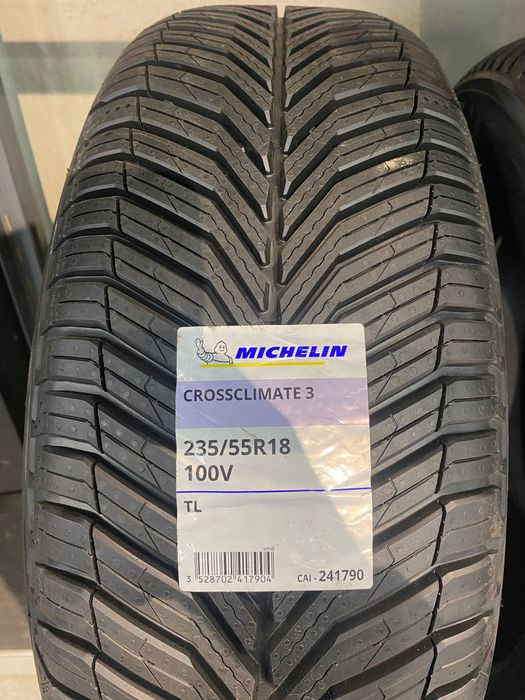 MICHELIN
CROSSCLIMATE 3
235/55R18
100V
TL
3 528702 417904
CAI - 241790